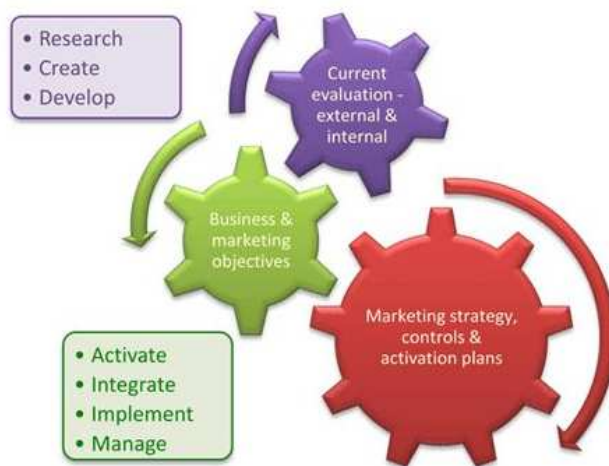 • Research
• Create
• Develop
Current
evaluation -
external &
internal
Business &
marketing
objectives
Marketing strategy,
controls &
activation plans
• Activate
• Integrate
• Implement
• Manage